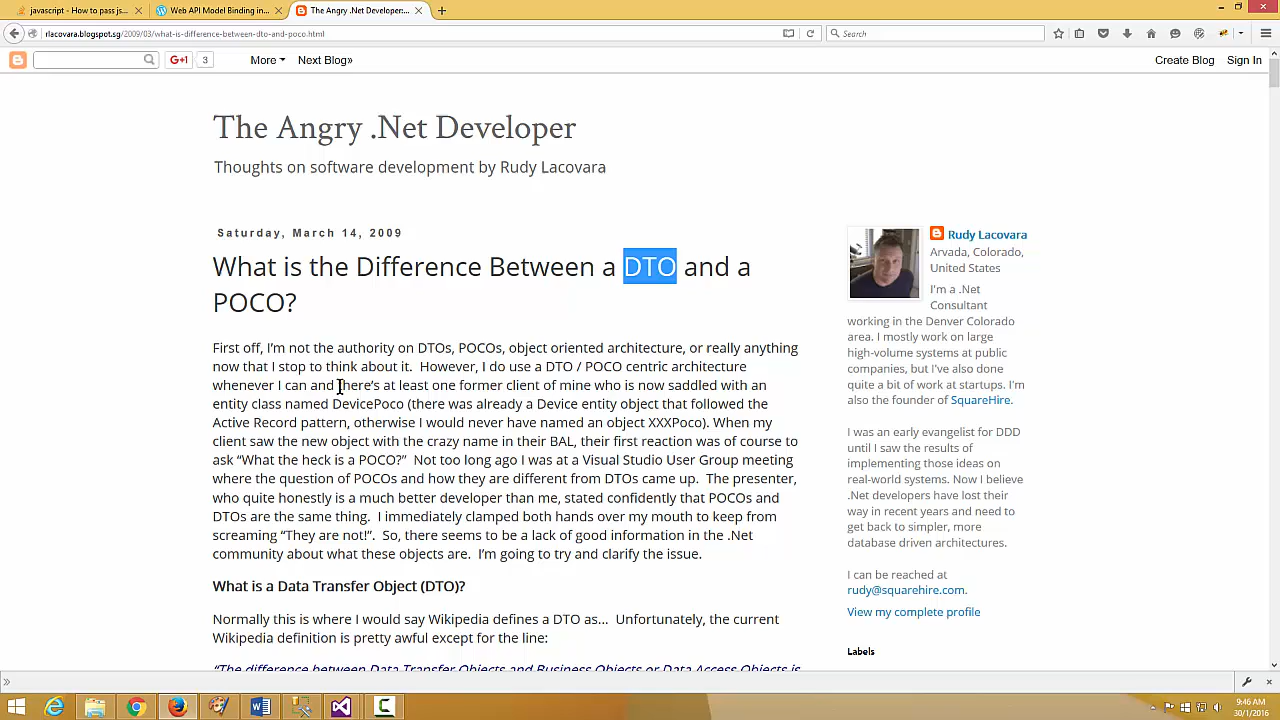 javascript - How to pass js...
Web API Model Binding in...
The Angry .Net Developer:...
rlacovara.blogspot.sg/2009/03/what-is-difference-between-dto-and-poco.html
Search
G+1
3
More
Next Blog»
Create Blog
Sign In
The Angry .Net Developer
Thoughts on software development by Rudy Lacovara
Saturday, March 14, 2009
What is the Difference Between a DTO and a
POCO?
First off, I’m not the authority on DTOs, POCOs, object oriented architecture, or really anything
now that I stop to think about it.  However, I do use a DTO / POCO centric architecture
whenever I can and there’s at least one former client of mine who is now saddled with an
entity class named DevicePoco (there was already a Device entity object that followed the
Active Record pattern, otherwise I would never have named an object XXXPoco). When my
client saw the new object with the crazy name in their BAL, their first reaction was of course to
ask “What the heck is a POCO?”  Not too long ago I was at a Visual Studio User Group meeting
where the question of POCOs and how they are different from DTOs came up.  The presenter,
who quite honestly is a much better developer than me, stated confidently that POCOs and
DTOs are the same thing.  I immediately clamped both hands over my mouth to keep from
screaming “They are not!”.  So, there seems to be a lack of good information in the .Net
community about what these objects are.  I’m going to try and clarify the issue.
What is a Data Transfer Object (DTO)?
Normally this is where I would say Wikipedia defines a DTO as...  Unfortunately, the current
Wikipedia definition is pretty awful except for the line:
“The difference between Data Transfer Objects and Business Objects or Data Access Objects is
Rudy Lacovara
Arvada, Colorado,
United States
I'm a .Net
Consultant
working in the Denver Colorado
area. I mostly work on large
high-volume systems at public
companies, but I've also done
quite a bit of work at startups. I'm
also the founder of SquareHire.
I was an early evangelist for DDD
until I saw the results of
implementing those ideas on
real-world systems. Now I believe
.Net developers have lost their
way in recent years and need to
get back to simpler, more
database driven architectures.
I can be reached at
rudy@squarehire.com.
View my complete profile
Labels
9:46 AM
30/1/2016